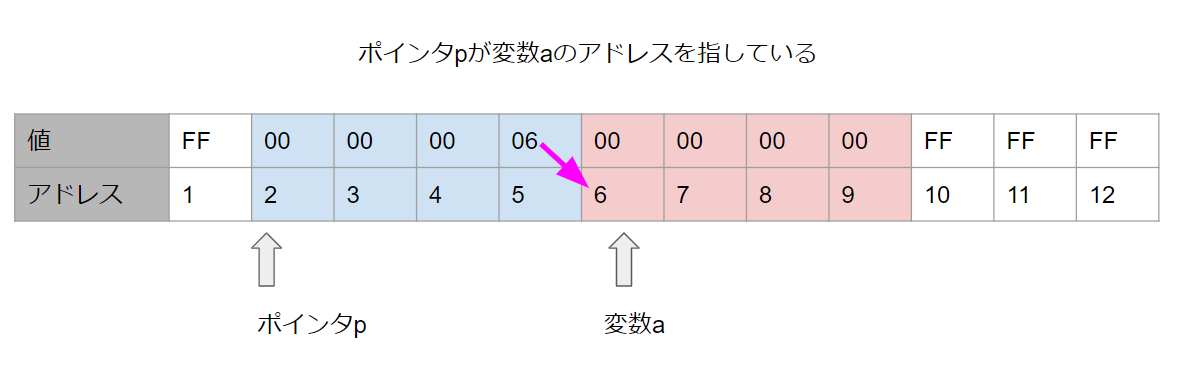 ポインタpが変数aのアドレスを指している
値 FF 00 00 00 06 00 00 00 00 FF FF FF
アドレス 1 2 3 4 5 6 7 8 9 10 11 12
ポインタp 変数a